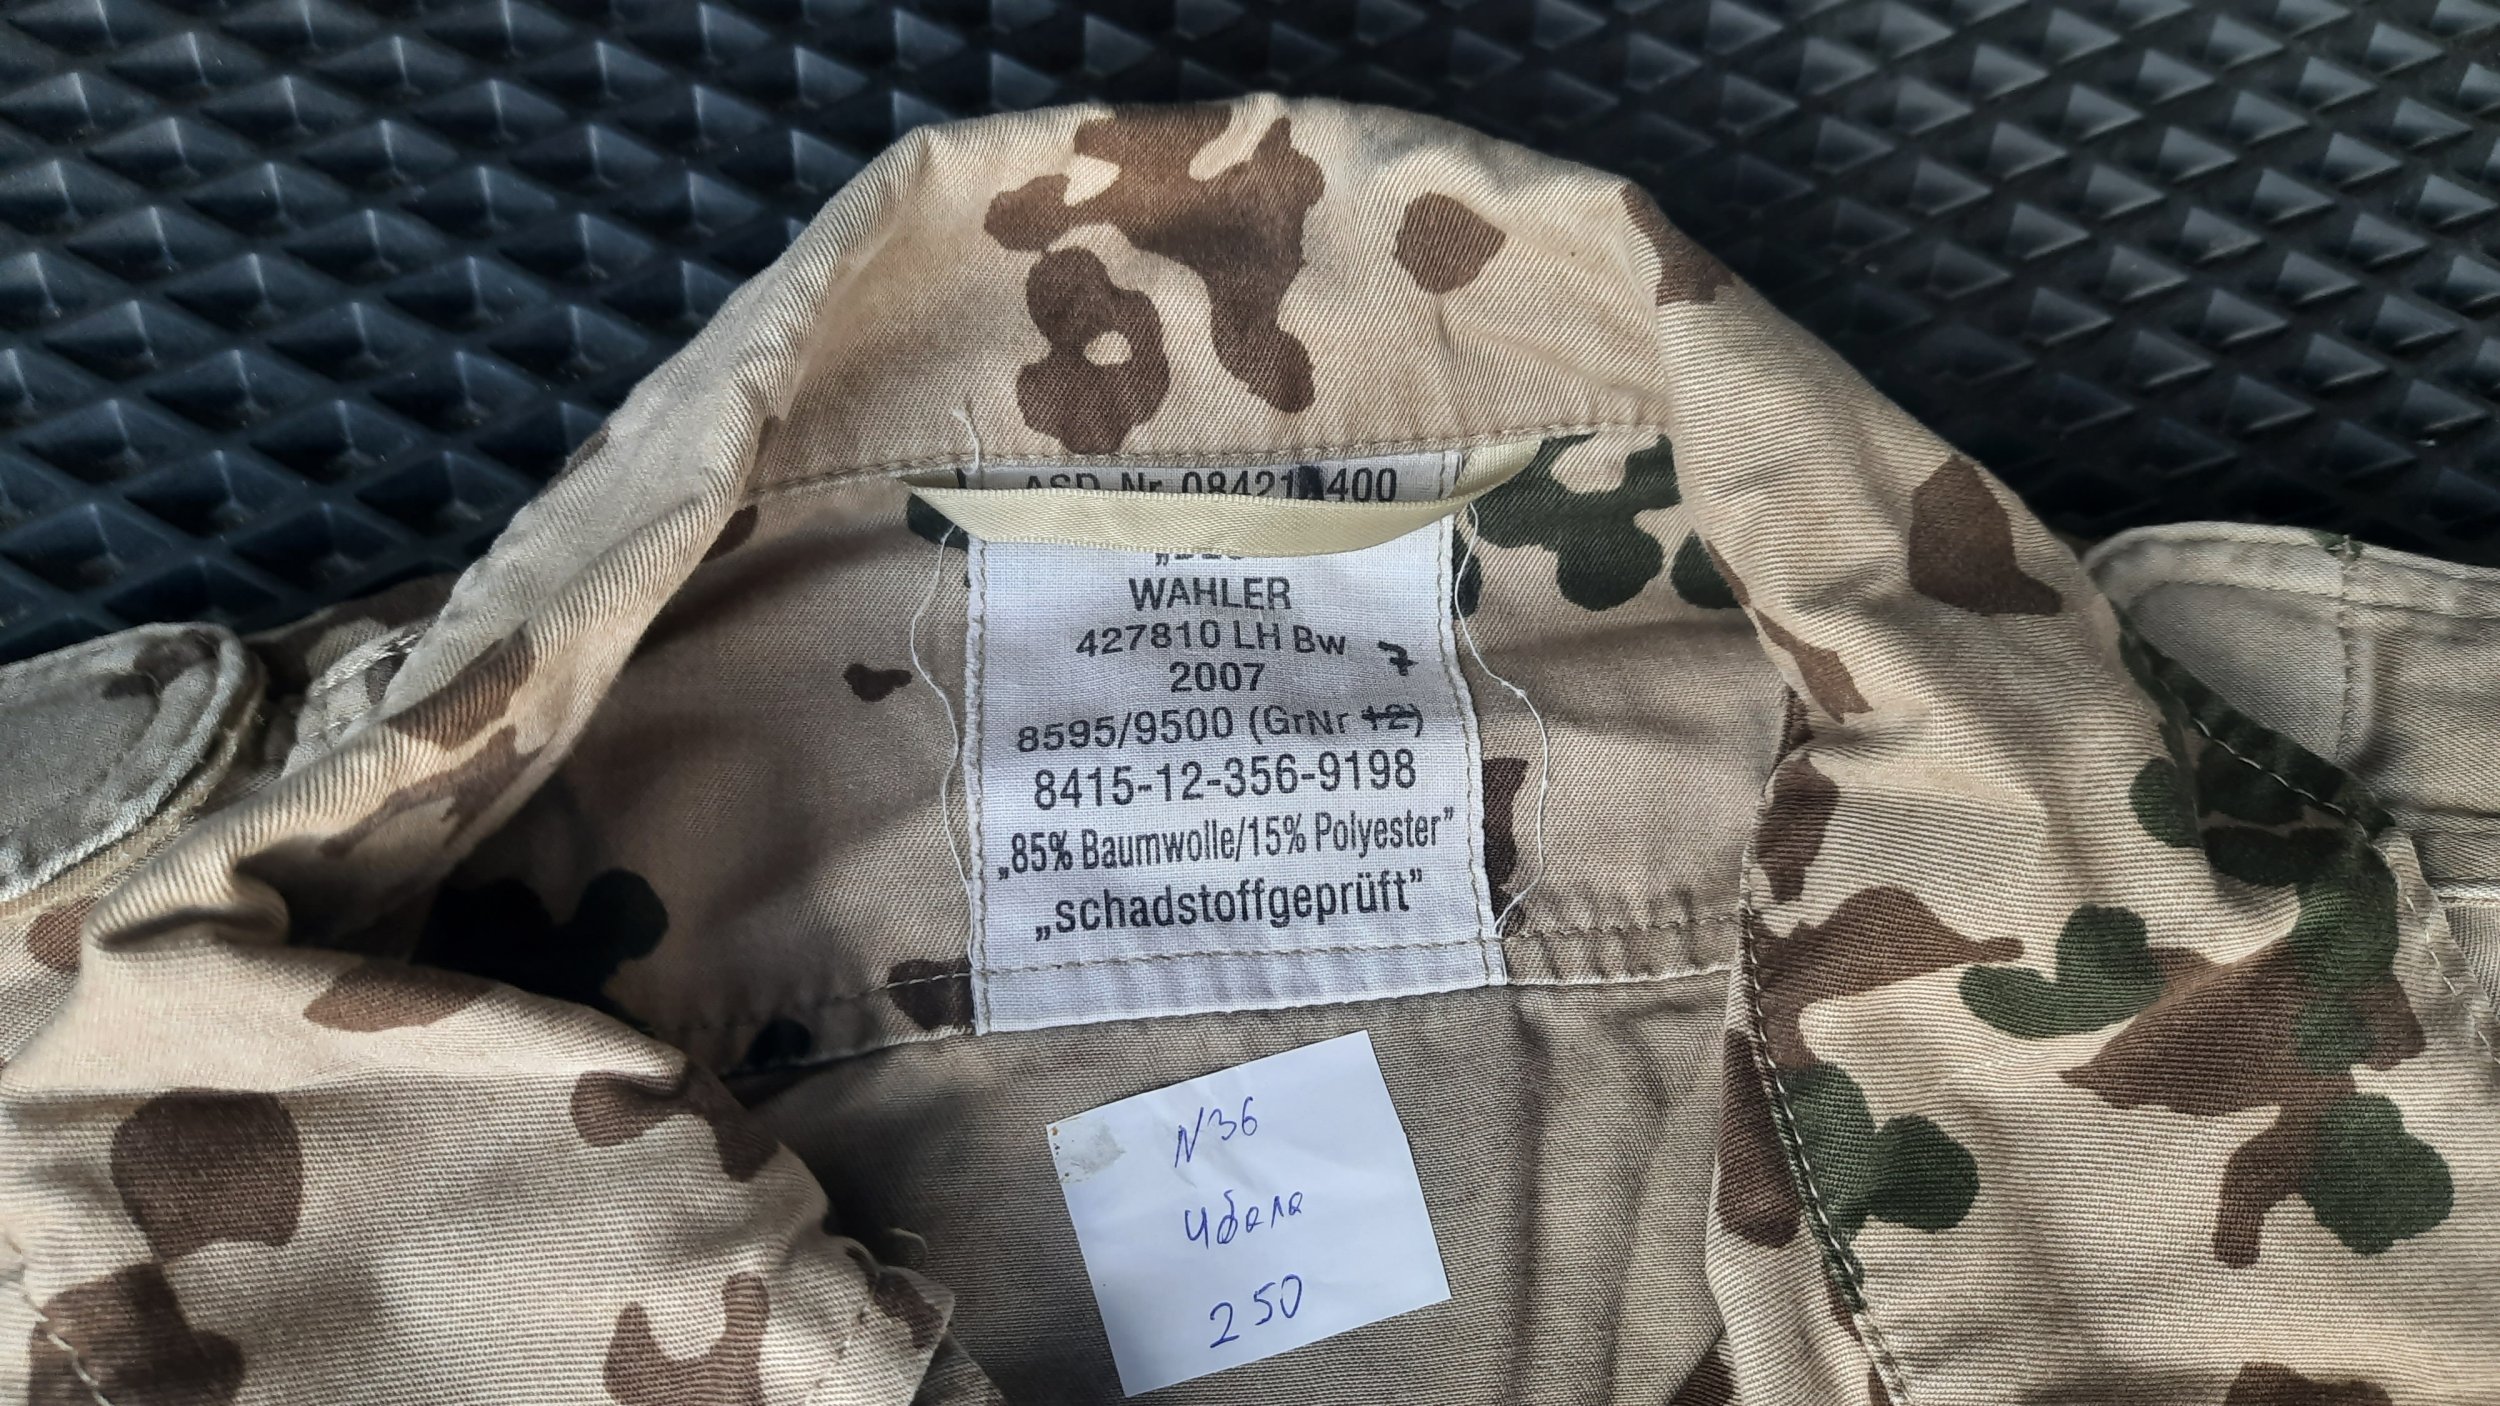 ASD-Nr 08421 400
WAHLER
427810 LH Bw 7
2007
8595/9500 (GrNr 12)
8415-12-356-9198
„85% Baumwolle/15% Polyester”
„schadstoffgeprüft”
N36
250